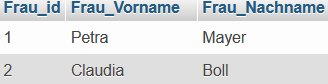 Frau_id Frau_Vorname Frau_Nachname
1 Petra Mayer
2 Claudia Boll